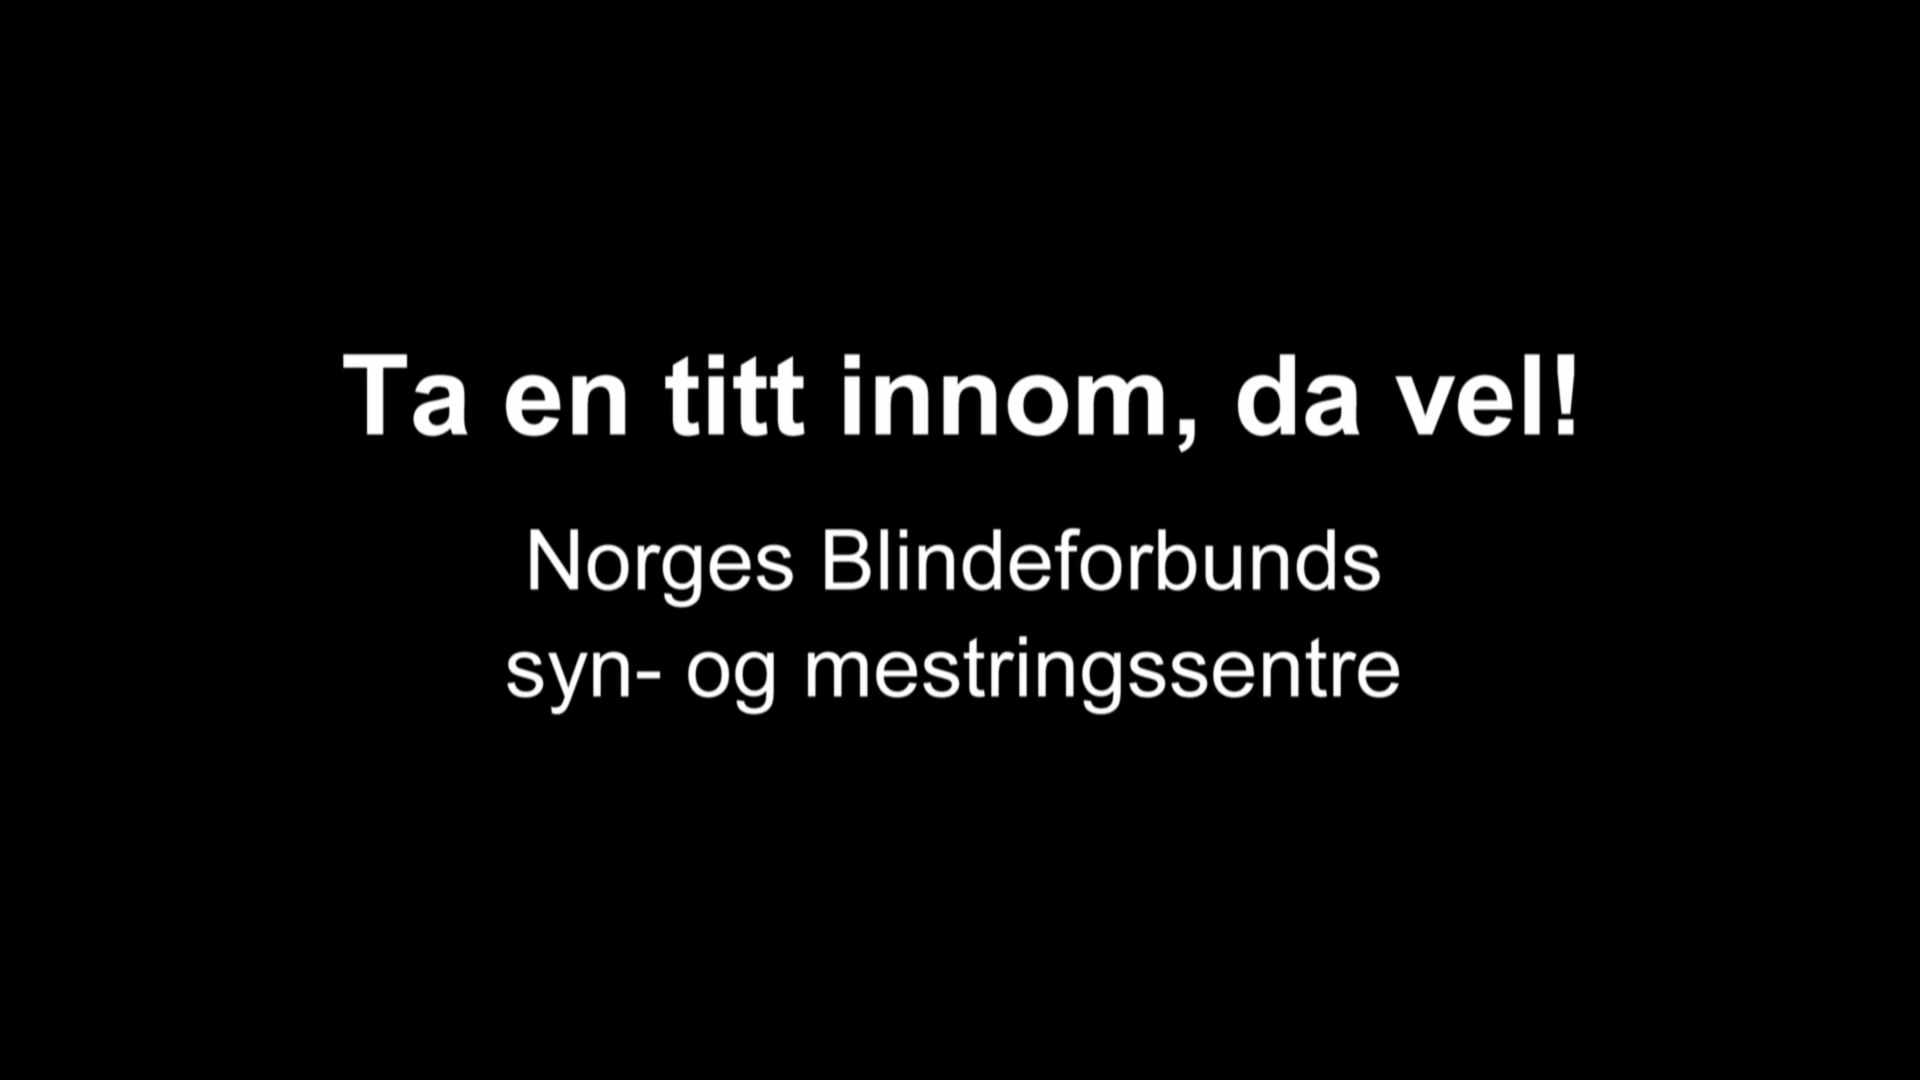 Ta en titt innom, da vel!
Norges Blindeforbunds
syn- og mestringssentre